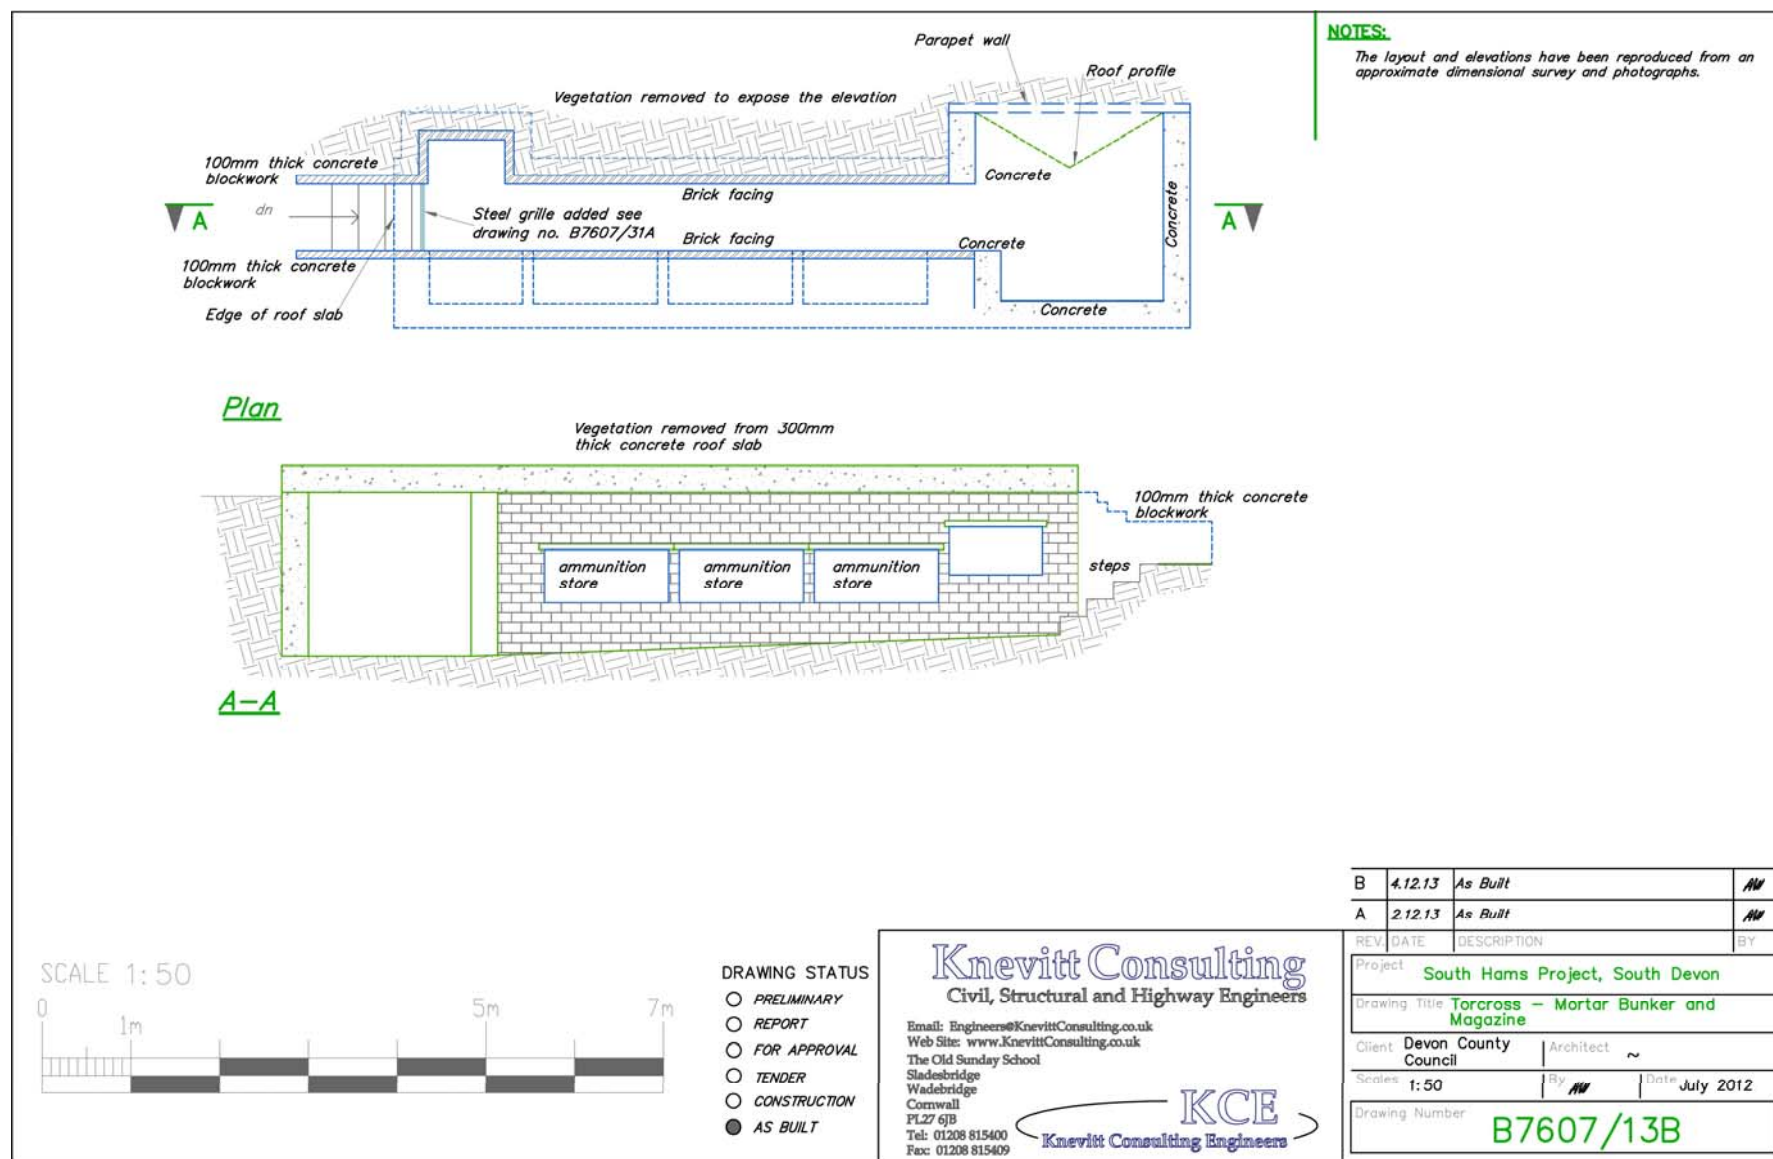 Parapet wall
Roof profile
Vegetation removed to expose the elevation
100mm thick concrete
blockwork
Concrete
Brick facing
dn
A
Steel grille added see
drawing no. B7607/31A
Brick facing
Concrete
Concrete
A
100mm thick concrete
blockwork
Edge of roof slab
Concrete
NOTES:
The layout and elevations have been reproduced from an
approximate dimensional survey and photographs.
Plan
Vegetation removed from 300mm
thick concrete roof slab
100mm thick concrete
blockwork
ammunition
store
ammunition
store
ammunition
store
steps
A-A
SCALE 1:50
0
1m
5m
7m
DRAWING STATUS
PRELIMINARY
REPORT
FOR APPROVAL
TENDER
CONSTRUCTION
AS BUILT
Knevitt Consulting
Civil, Structural and Highway Engineers
Email: Engineers@KnevittConsulting.co.uk
Web Site: www.KnevittConsulting.co.uk
The Old Sunday School
Sladesbridge
Wadebridge
Cornwall
PL27 6JB
Tel: 01208 815400
Fax: 01208 815409
KCE
Knevitt Consulting Engineers
B 4.12.13 As Built AW
A 2.12.13 As Built AW
REV. DATE DESCRIPTION BY
Project South Hams Project, South Devon
Drawing Title Torcross - Mortar Bunker and
Magazine
Client Devon County
Council
Architect ~
Scales 1:50 By AW Date July 2012
Drawing Number B7607/13B